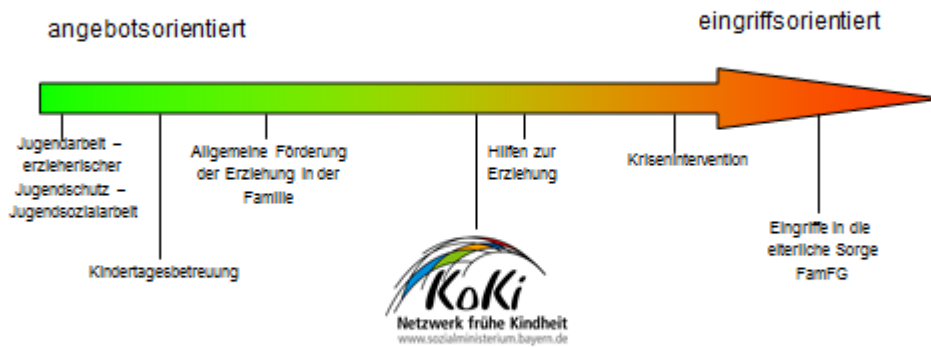 angebotsorientiert
eingriffsorientiert
Jugendarbeit –
erzieherischer
Jugendschutz –
Jugendsozialarbeit
Kindertagesbetreuung
Allgemeine Förderung
der Erziehung in der
Familie
KoKi
Netzwerk frühe Kindheit
www.sozialministerium.bayern.de
Hilfen zur
Erziehung
Krisenintervention
Eingriffe in die
elterliche Sorge
FamFG